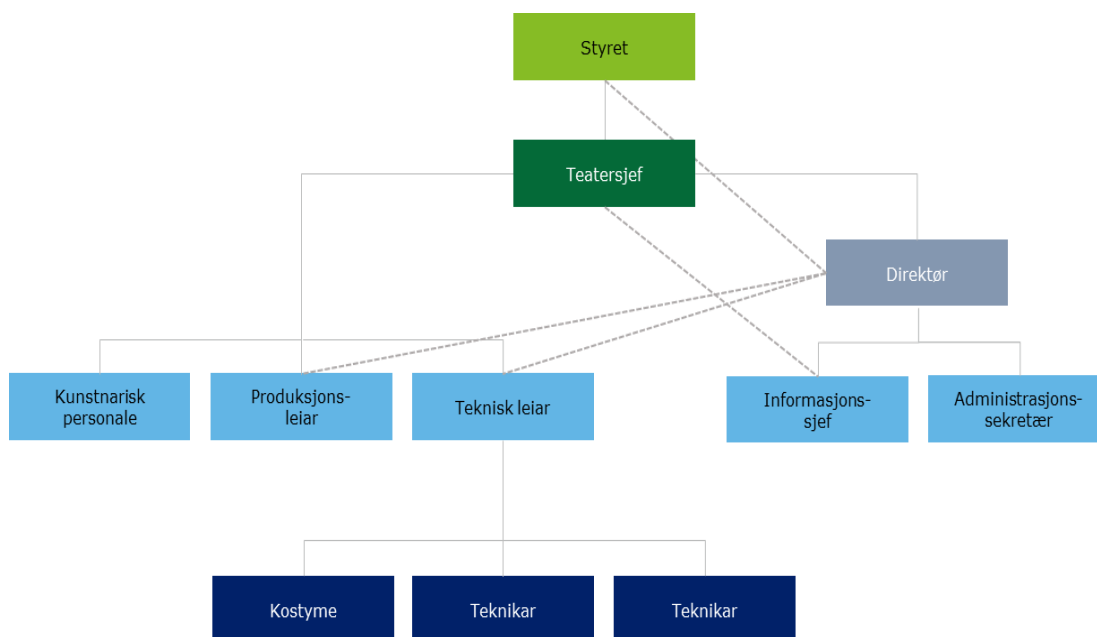 Styret
Teatersjef
Direktør
Kunstnarisk
personale
Produksjons-
leiar
Teknisk leiar
Informasjons-
sjef
Administrasjons-
sekretær
Kostyme
Teknikar
Teknikar